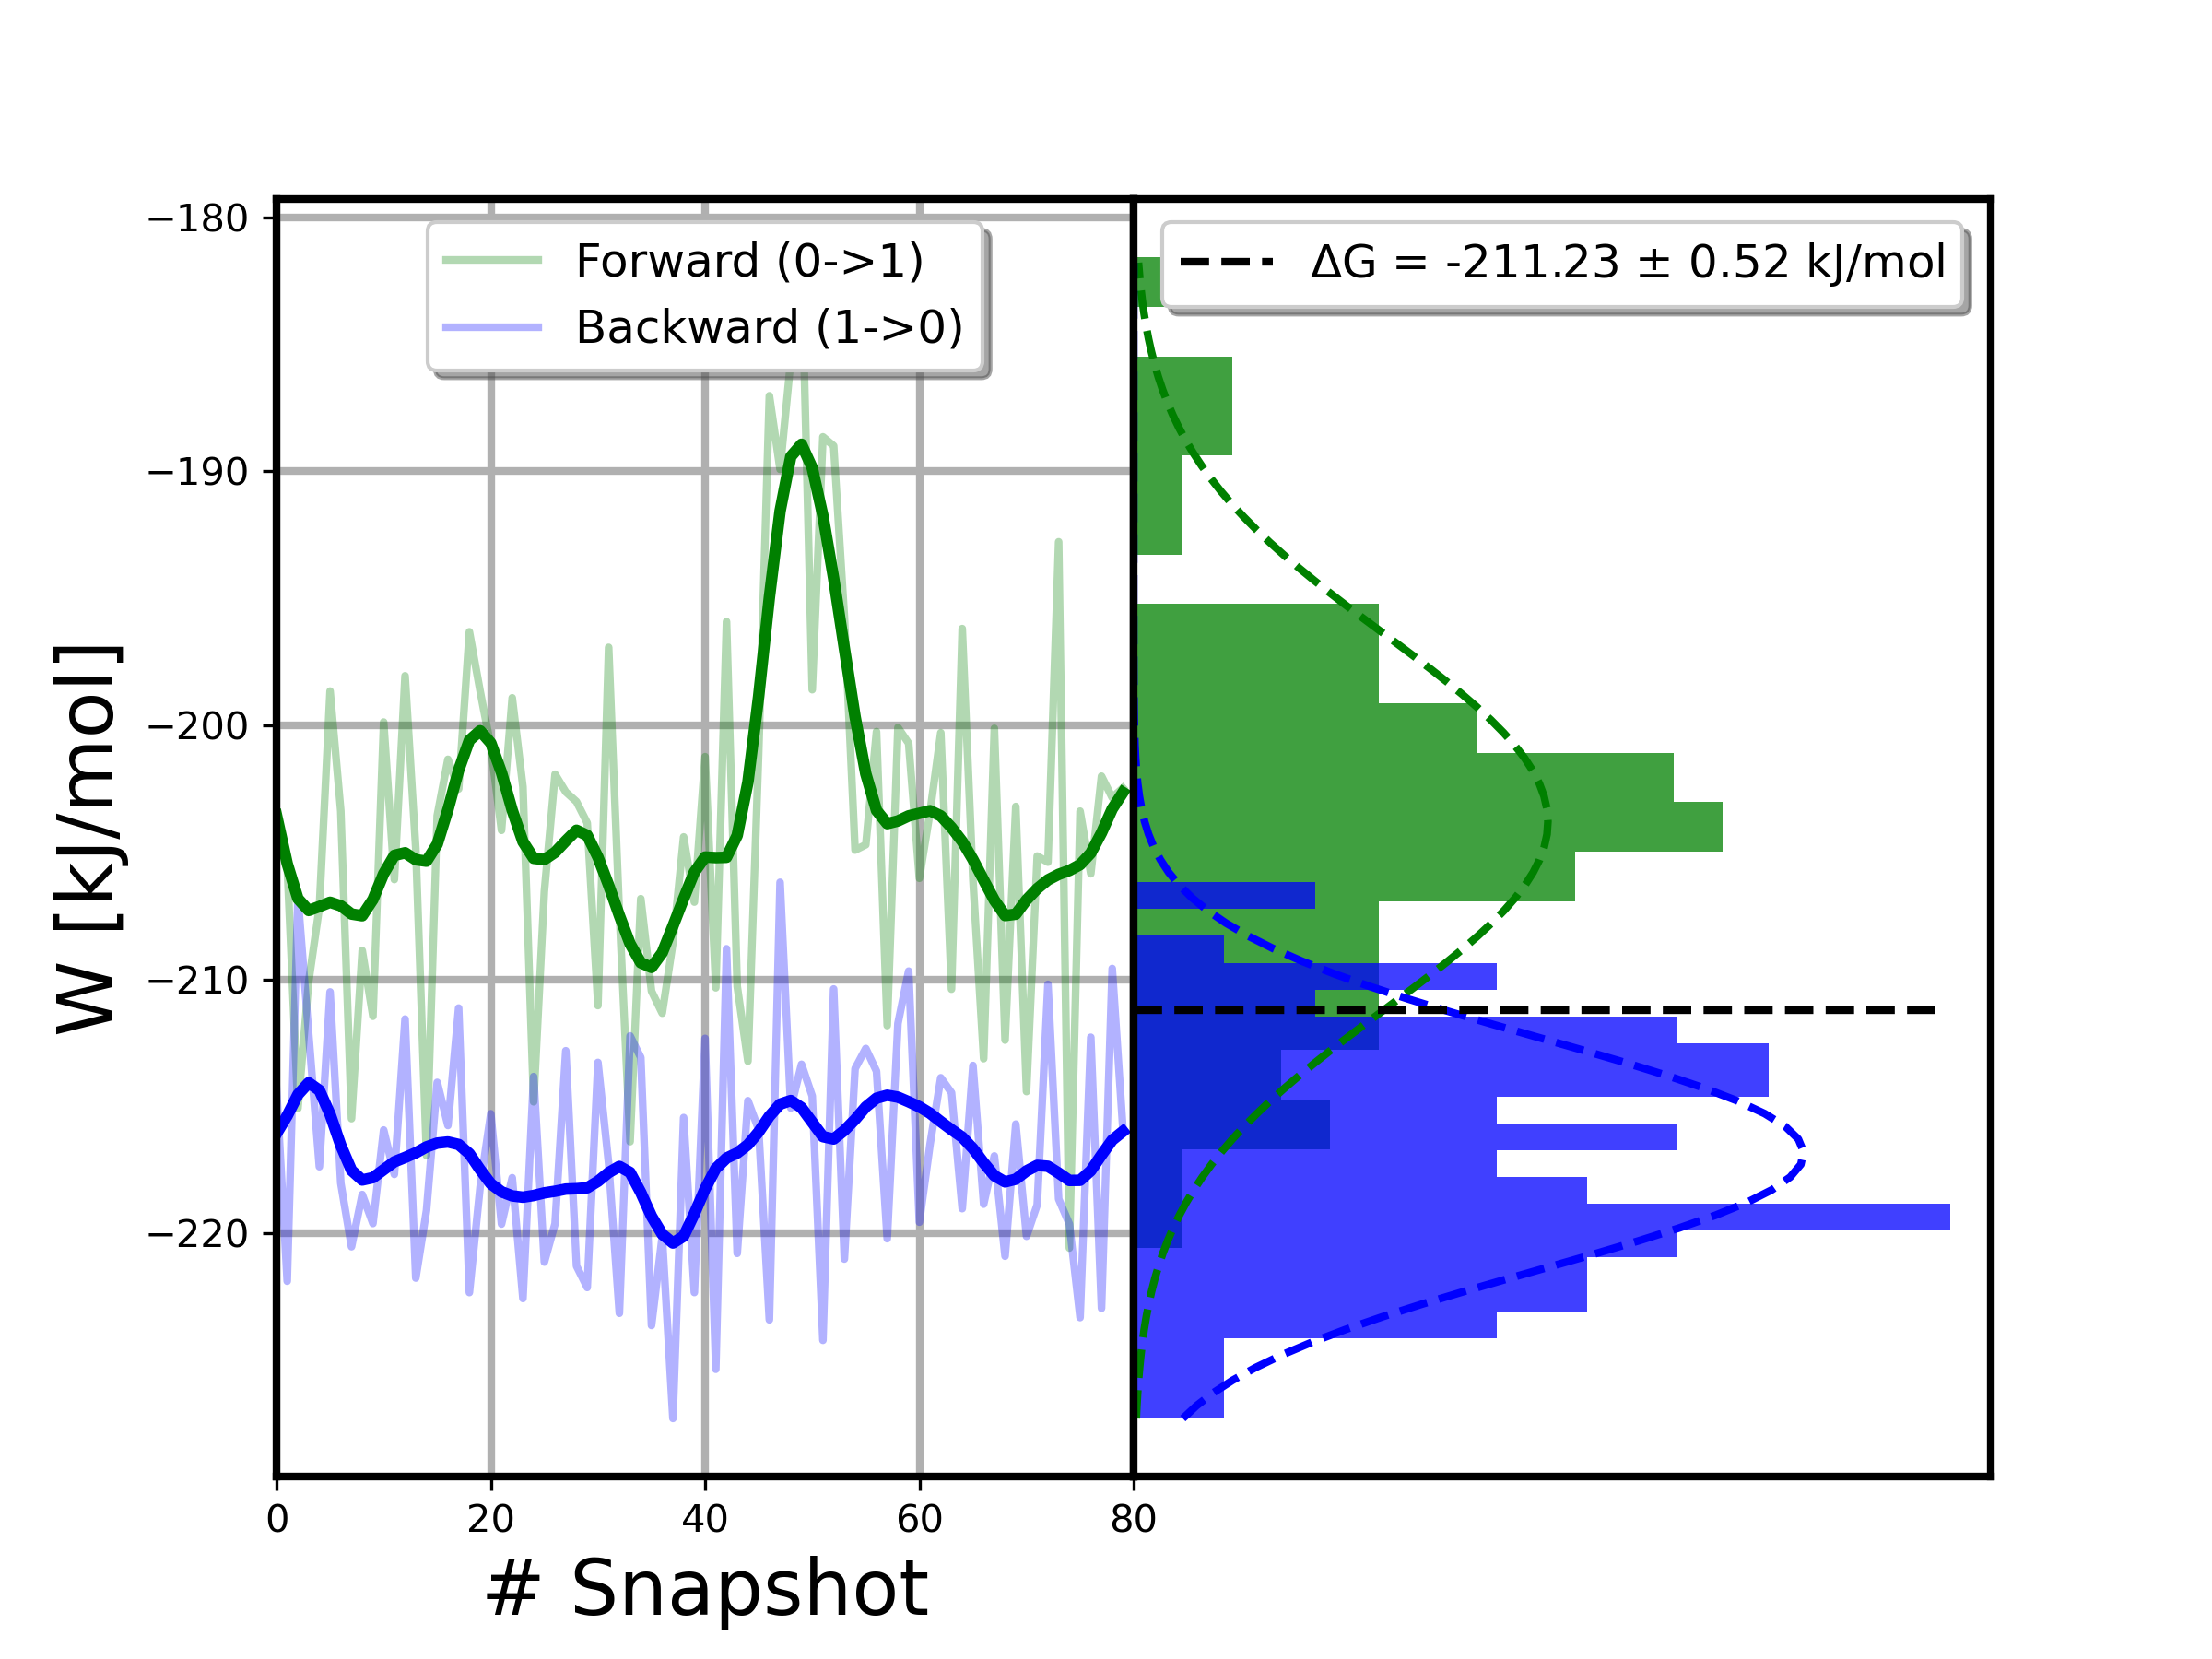 Forward (0->1)
Backward (1->0)
ΔG = -211.23 ± 0.52 kJ/mol
−180
−190
−200
−210
−220
W [kJ/mol]
0 20 40 60 80
# Snapshot